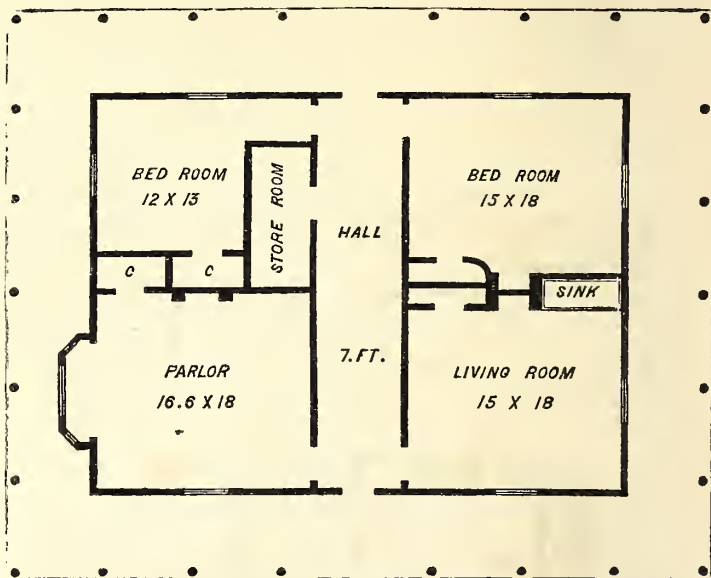 BED ROOM
12 X 13
C
C
STORE ROOM
HALL
7.FT.
BED ROOM
15 X 18
SINK
PARLOR
16.6 X 18
LIVING ROOM
15 X 18